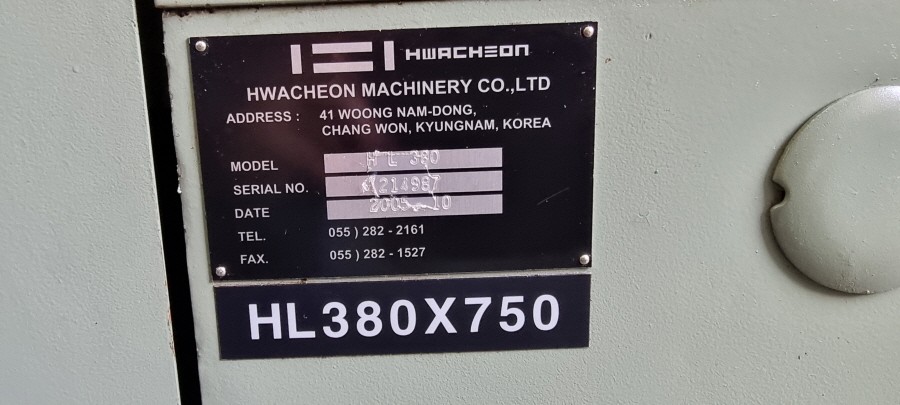 HWACHEON
HWACHEON MACHINERY CO.,LTD
ADDRESS : 41 WOONG NAM-DONG,
CHANG WON, KYUNGNAM, KOREA
MODEL H L 380
SERIAL NO.
DATE
TEL. 055 ) 282 - 2161
FAX. 055 ) 282 - 1527
HL380X750